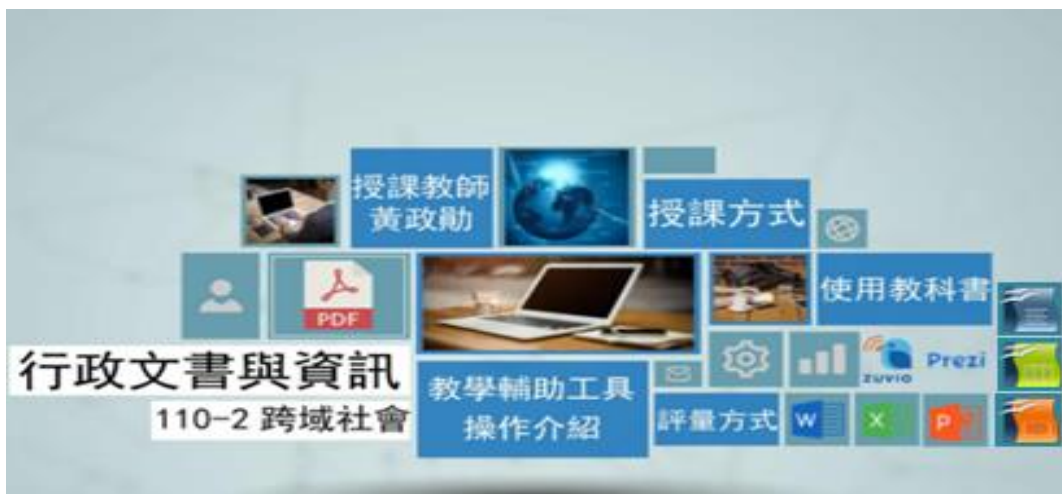 授課教師
黃政勛
授課方式
使用教科書
PDF
行政文書與資訊
110-2 跨域社會
教學輔助工具
操作介紹
zuvio
Prezi
評量方式
W
X
P